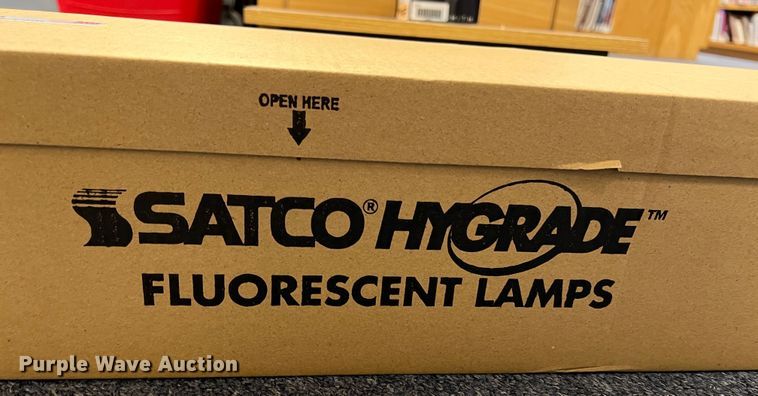 OPEN HERE
SATCO® HYGRADE™
FLUORESCENT LAMPS
Purple Wave Auction